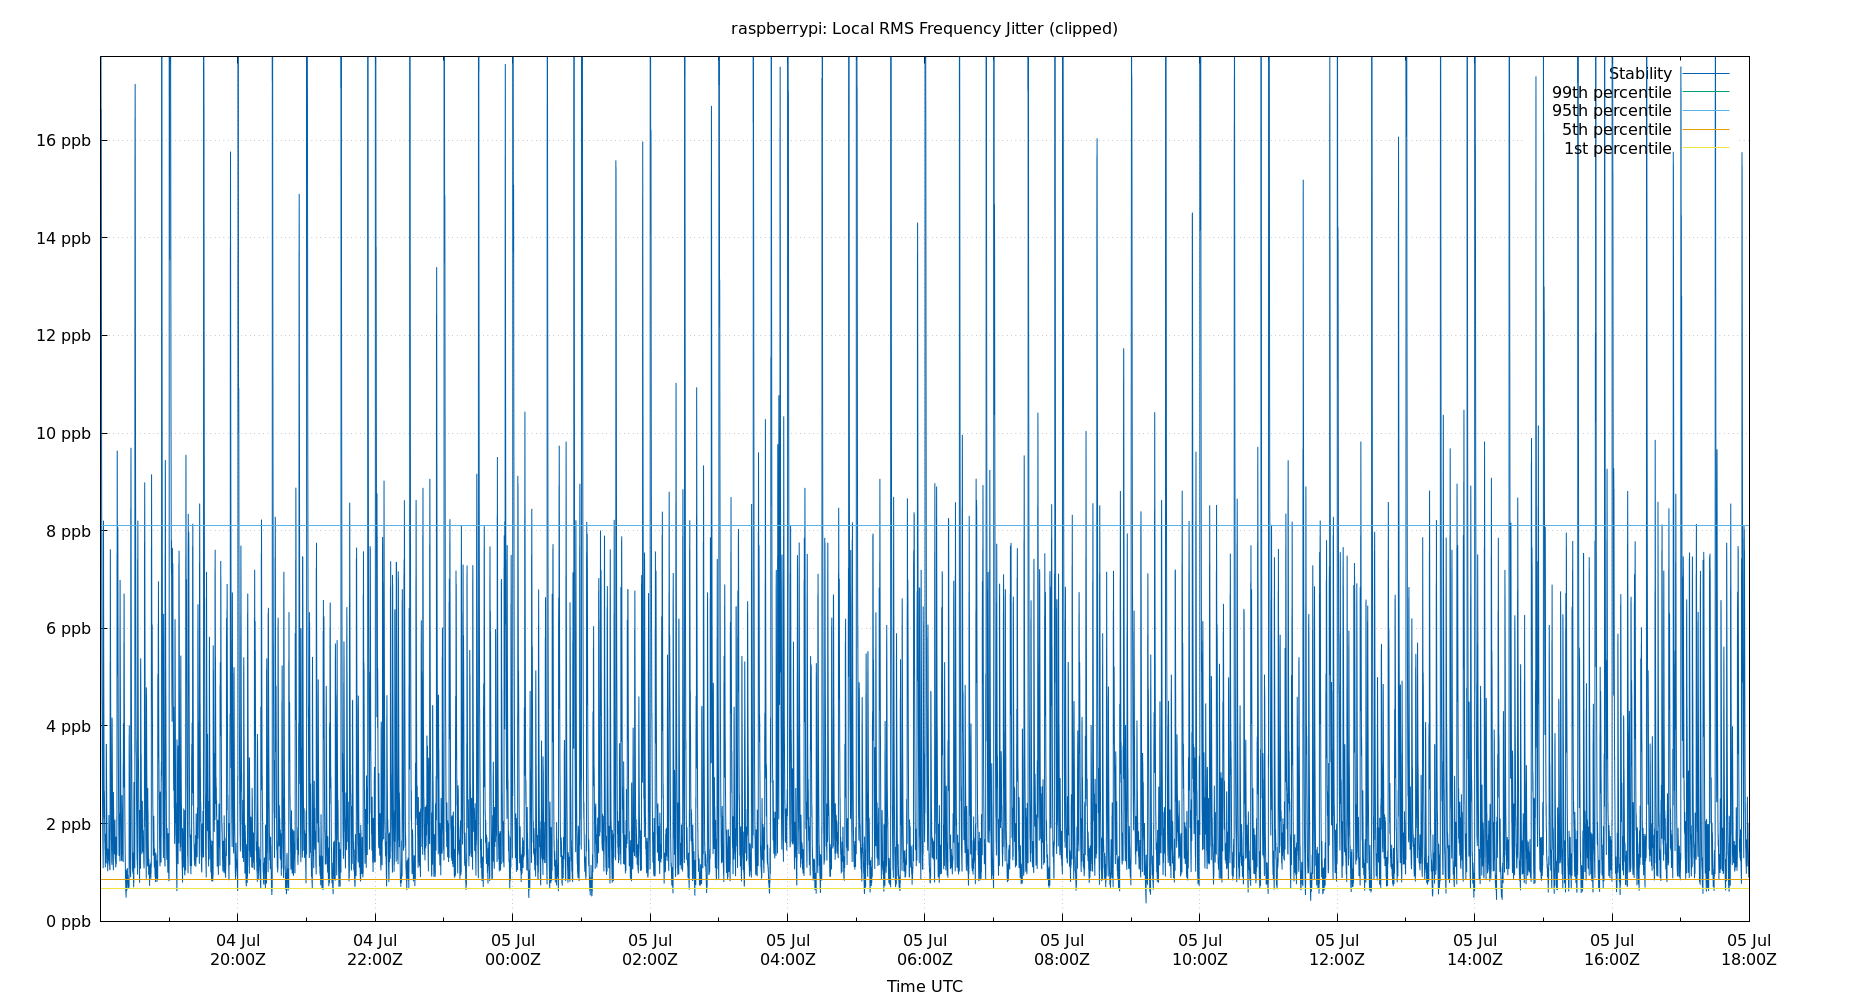 raspberrypi: Local RMS Frequency Jitter (clipped)
Stability
99th percentile
95th percentile
5th percentile
1st percentile
16 ppb
14 ppb
12 ppb
10 ppb
8 ppb
6 ppb
4 ppb
2 ppb
0 ppb
04 Jul 04 Jul 05 Jul 05 Jul 05 Jul 05 Jul 05 Jul 05 Jul 05 Jul 05 Jul 05 Jul 05 Jul
20:00Z 22:00Z 00:00Z 02:00Z 04:00Z 06:00Z 08:00Z 10:00Z 12:00Z 14:00Z 16:00Z 18:00Z
Time UTC